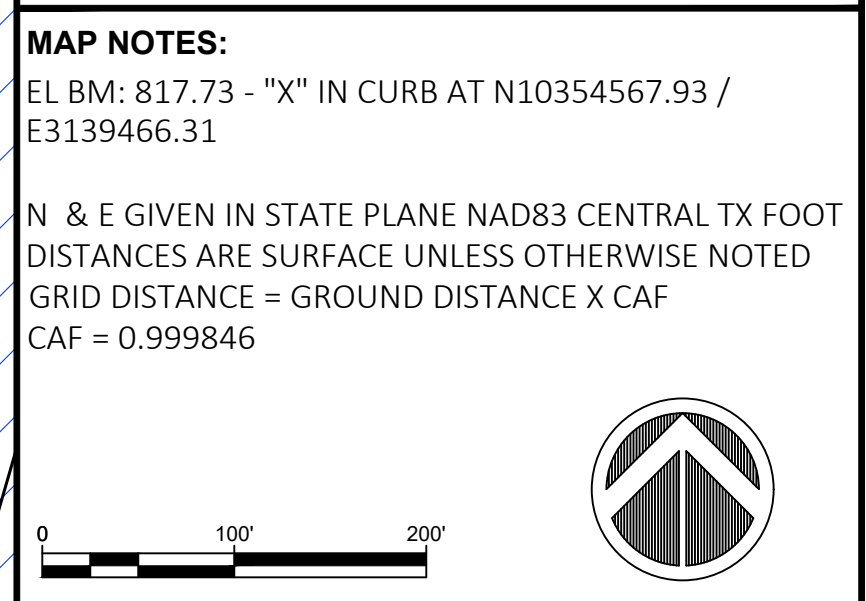 MAP NOTES:
EL BM: 817.73 - "X" IN CURB AT N10354567.93 /
E3139466.31
N & E GIVEN IN STATE PLANE NAD83 CENTRAL TX FOOT
DISTANCES ARE SURFACE UNLESS OTHERWISE NOTED
GRID DISTANCE = GROUND DISTANCE X CAF
CAF = 0.999846
0 100' 200'